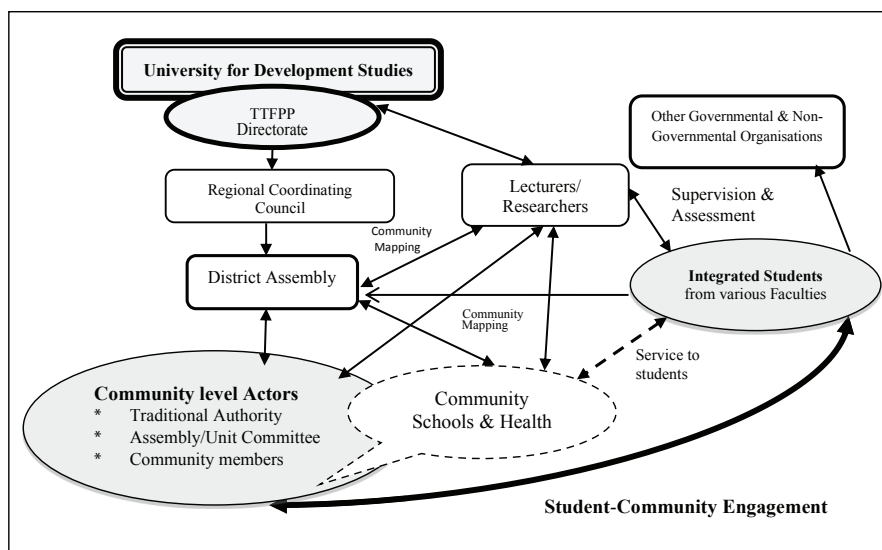 University for Development Studies
TTFPP
Directorate
Other Governmental & Non-
Governmental Organisations
Regional Coordinating
Council
Lecturers/
Researchers
Supervision &
Assessment
Community
Mapping
District Assembly
Integrated Students
from various Faculties
Community
Mapping
Service to
students
Community level Actors
* Traditional Authority
* Assembly/Unit Committee
* Community members
Community
Schools & Health
Student-Community Engagement